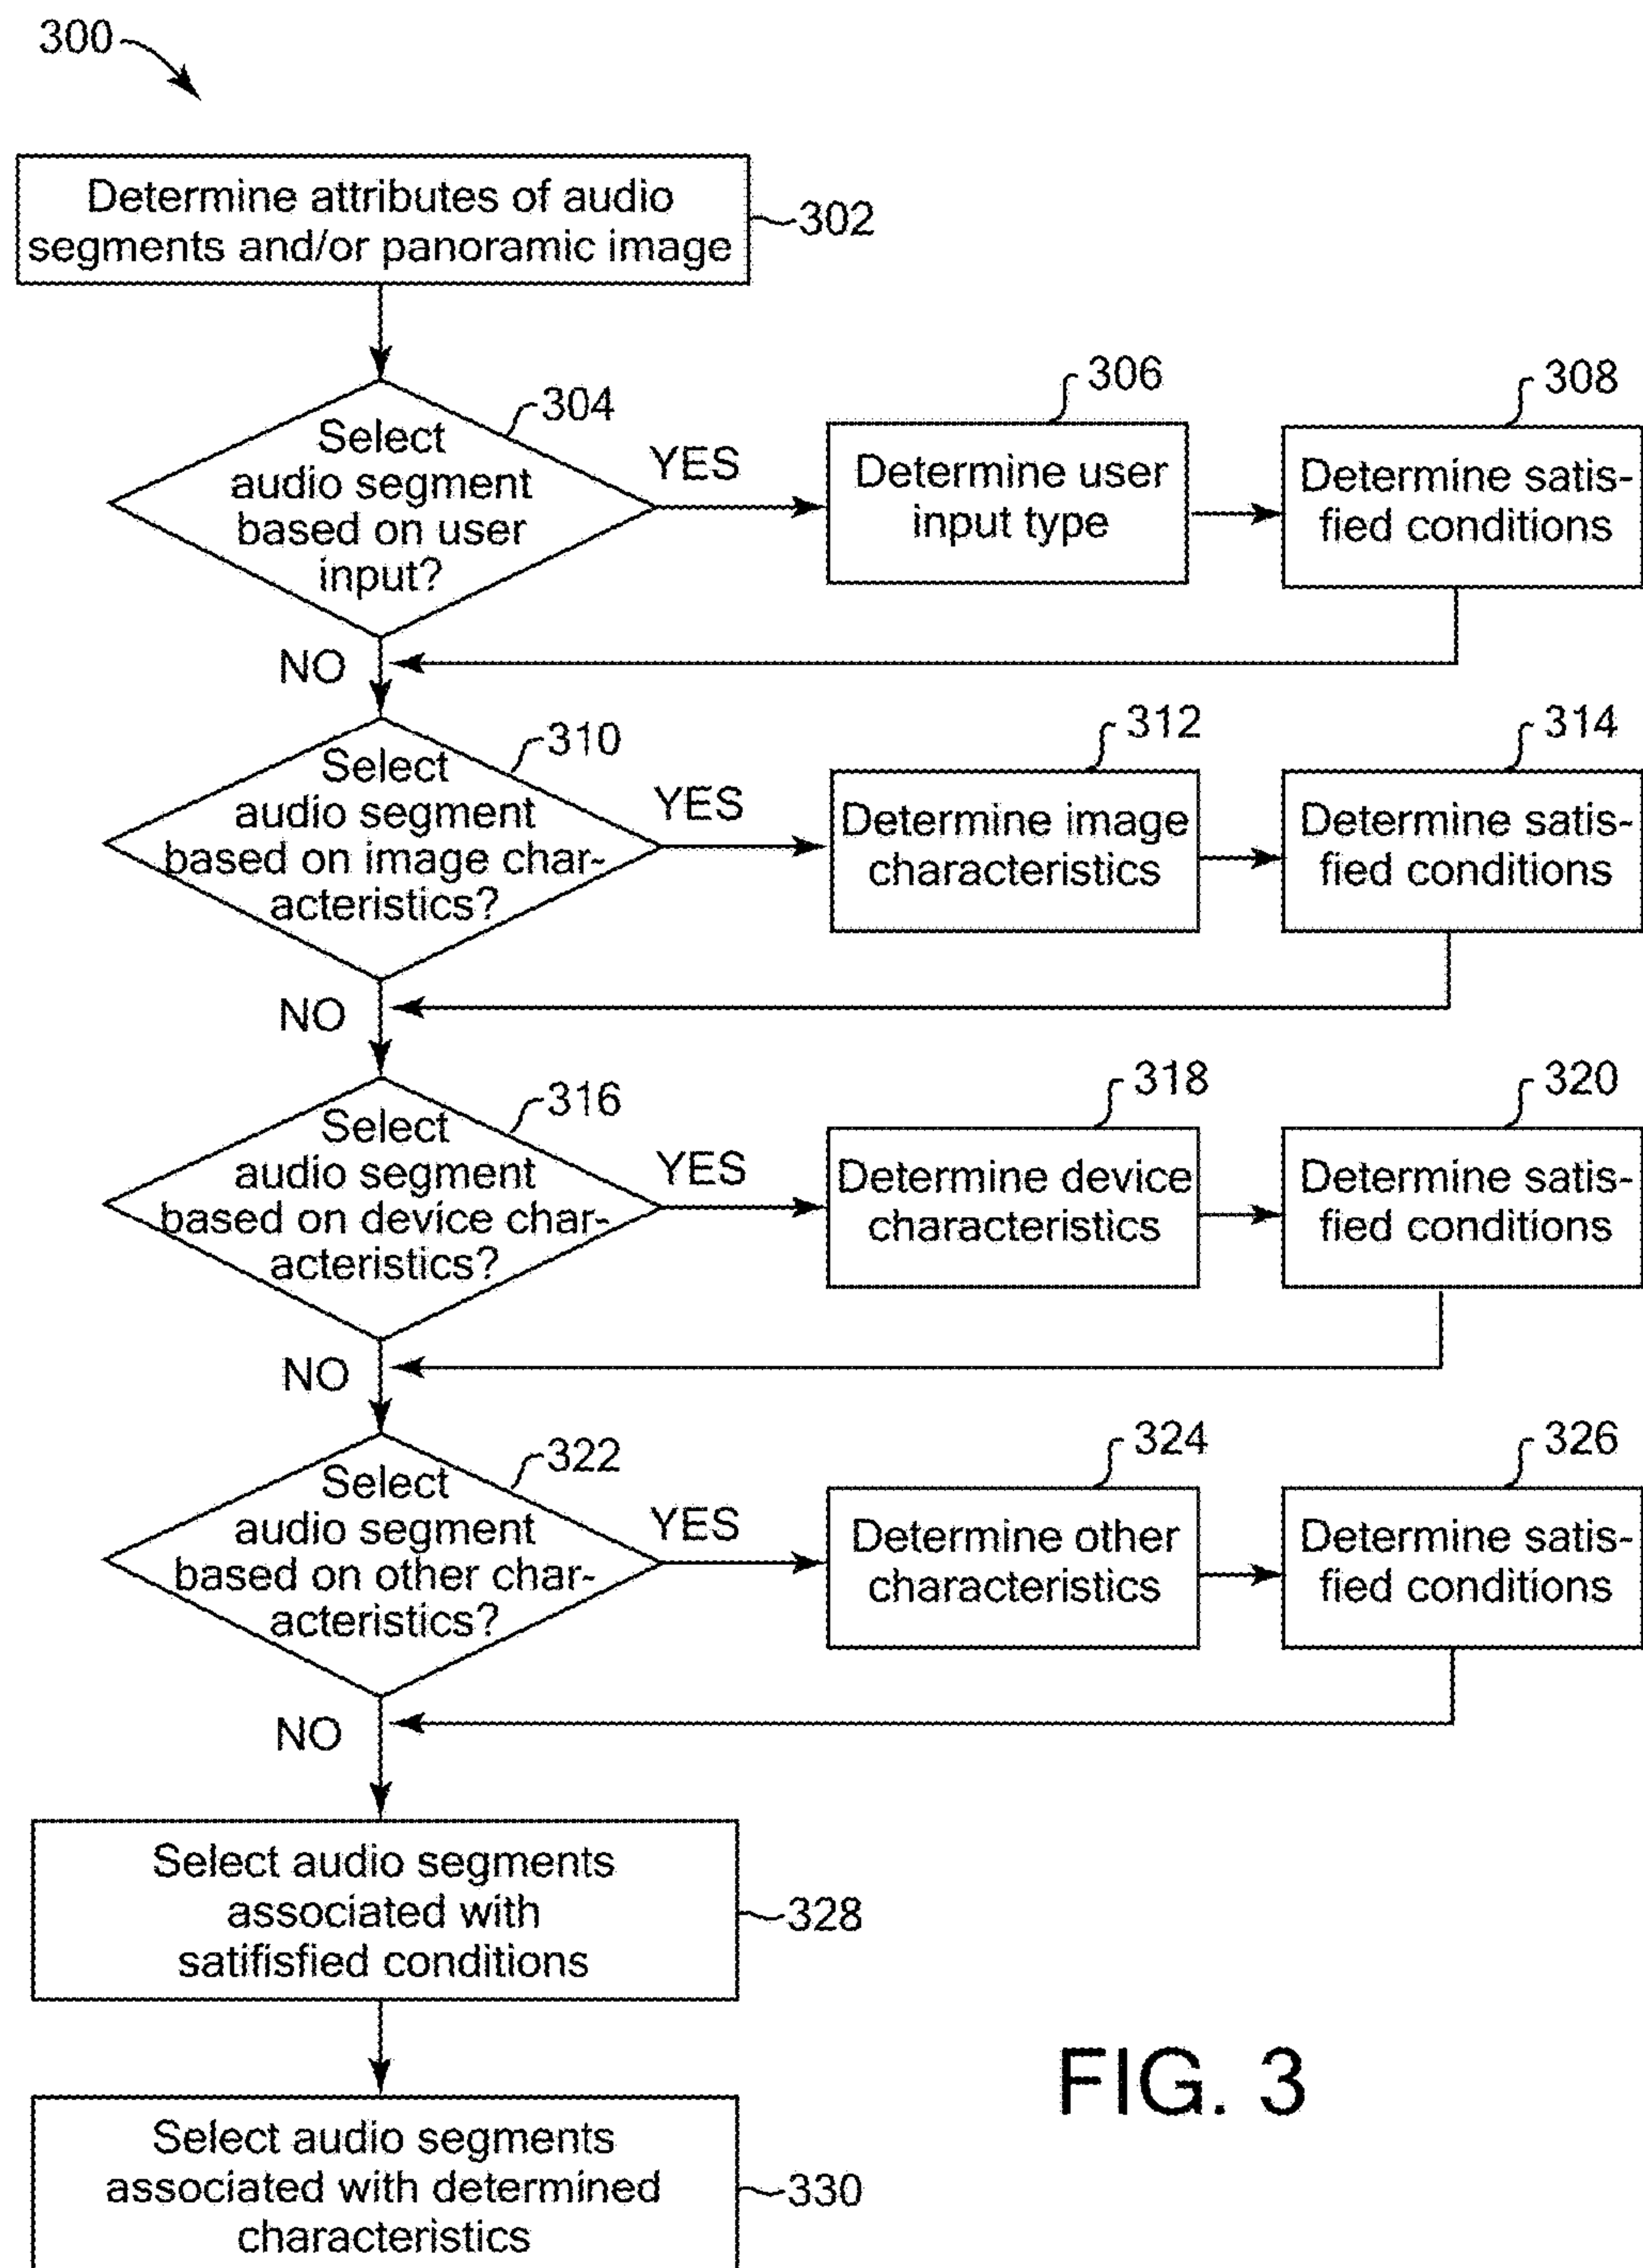 300
Determine attributes of audio
segments and/or panoramic image
302
304
Select
audio segment
based on user
input?
YES
NO
306
Determine user
input type
308
Determine satis-
fied conditions
310
Select
audio segment
based on image char-
acteristics?
YES
NO
312
Determine image
characteristics
314
Determine satis-
fied conditions
316
Select
audio segment
based on device char-
acteristics?
YES
NO
318
Determine device
characteristics
320
Determine satis-
fied conditions
322
Select
audio segment
based on other char-
acteristics?
YES
NO
324
Determine other
characteristics
326
Determine satis-
fied conditions
Select audio segments
associated with
satifisfied conditions
328
Select audio segments
associated with determined
characteristics
330
FIG. 3